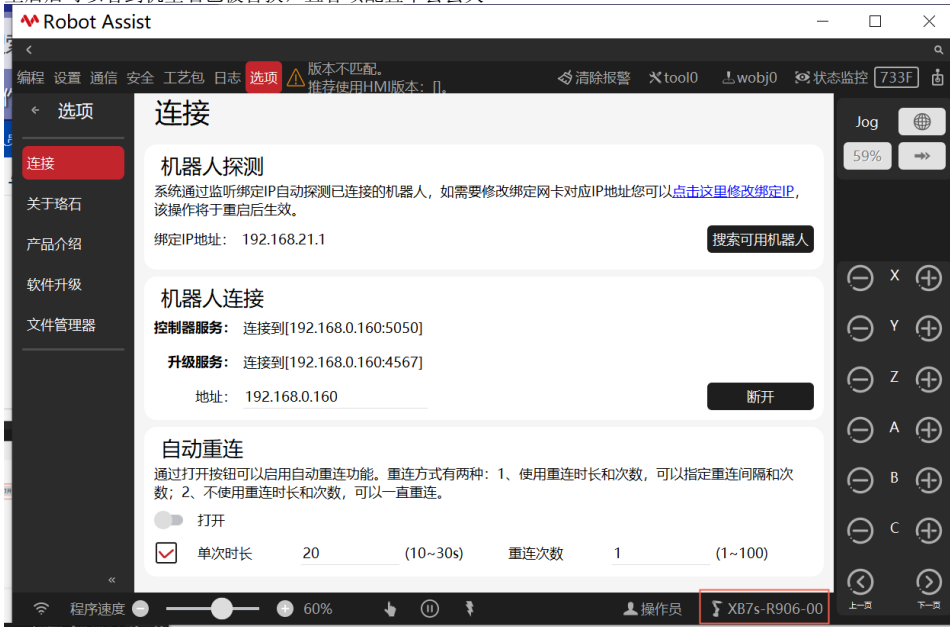 Robot Assist
编程 设置 通信 安全 工艺包 日志 选项
版本不匹配。
推荐使用HMI版本：[]。
清除报警 tool0 wobj0 状态监控 733F
选项
连接
关于珞石
产品介绍
软件升级
文件管理器
连接
机器人探测
系统通过监听绑定IP自动探测已连接的机器人，如需要修改绑定网卡对应IP地址您可以点击这里修改绑定IP，
该操作将于重启后生效。
绑定IP地址： 192.168.21.1
搜索可用机器人
机器人连接
控制器服务： 连接到[192.168.0.160:5050]
升级服务： 连接到[192.168.0.160:4567]
地址： 192.168.0.160
断开
自动重连
通过打开按钮可以启用自动重连功能。重连方式有两种：1、使用重连时长和次数，可以指定重连间隔和次
数；2、不使用重连时长和次数，可以一直重连。
打开
单次时长 20 (10~30s) 重连次数 1 (1~100)
Jog
59%
X
Y
Z
A
B
C
上一页 下一页
程序速度 60% 操作员 XB7s-R906-00